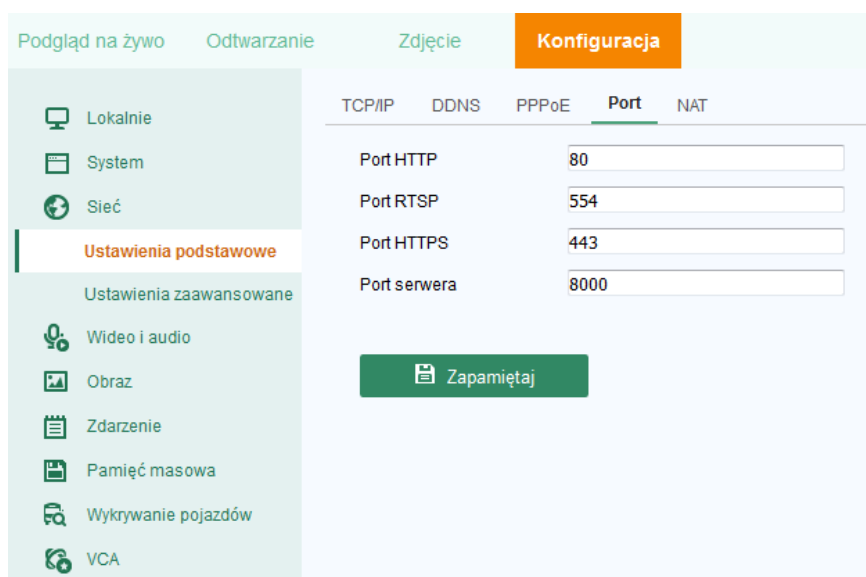 Podgląd na żywo Odtwarzanie Zdjęcie Konfiguracja
Lokalnie
System
Sieć
Ustawienia podstawowe
Ustawienia zaawansowane
Wideo i audio
Obraz
Zdarzenie
Pamięć masowa
Wykrywanie pojazdów
VCA
TCP/IP DDNS PPPoE Port NAT
Port HTTP 80
Port RTSP 554
Port HTTPS 443
Port serwera 8000
Zapamiętaj